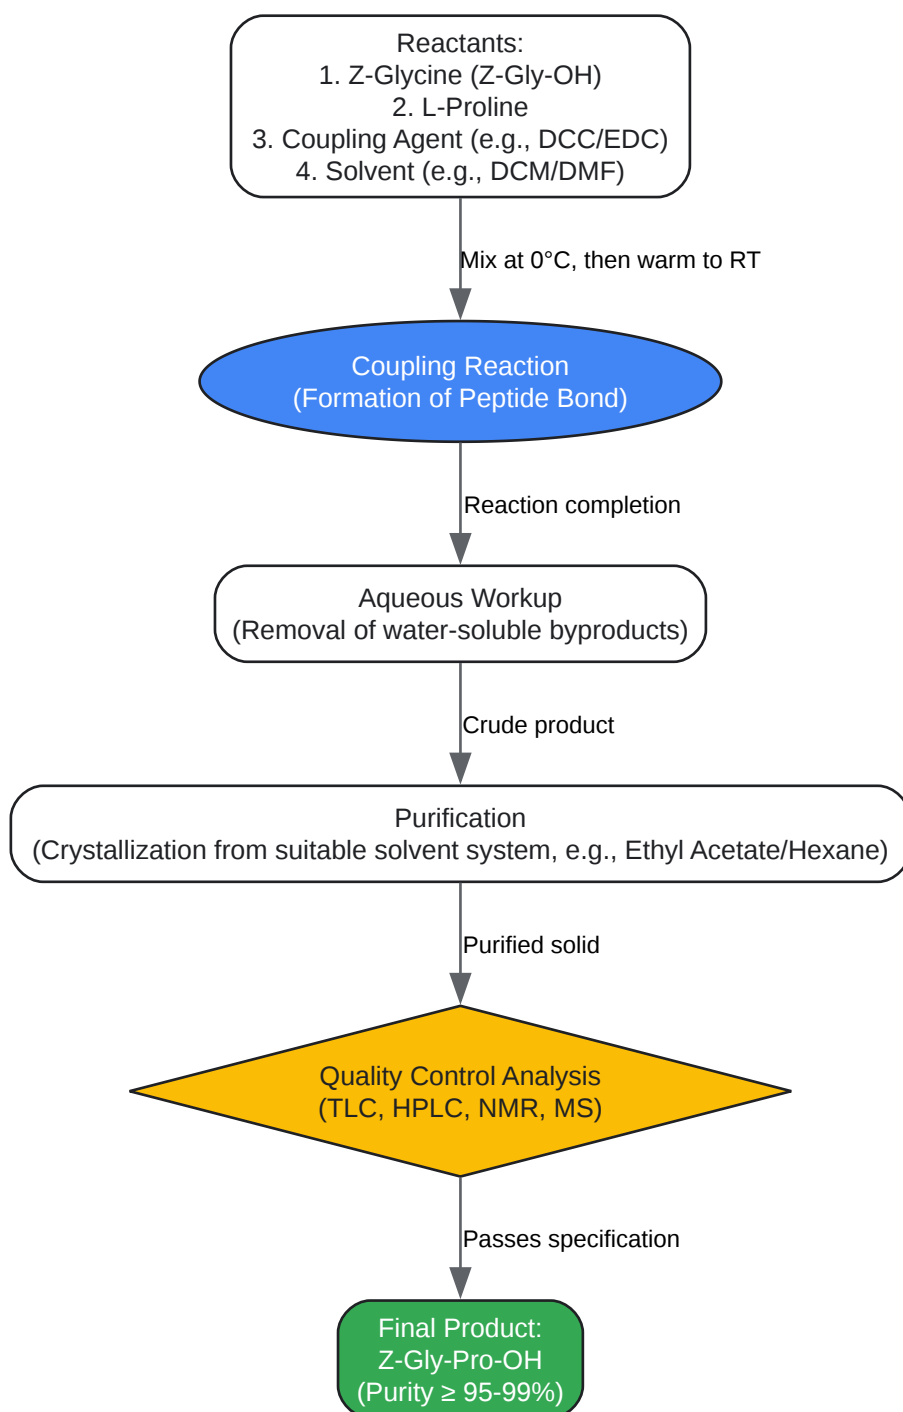 Reactants:
1. Z-Glycine (Z-Gly-OH)
2. L-Proline
3. Coupling Agent (e.g., DCC/EDC)
4. Solvent (e.g., DCM/DMF)
Mix at 0°C, then warm to RT
Coupling Reaction
(Formation of Peptide Bond)
Reaction completion
Aqueous Workup
(Removal of water-soluble byproducts)
Crude product
Purification
(Crystallization from suitable solvent system, e.g., Ethyl Acetate/Hexane)
Purified solid
Quality Control Analysis
(TLC, HPLC, NMR, MS)
Passes specification
Final Product:
Z-Gly-Pro-OH
(Purity ≥ 95-99%)